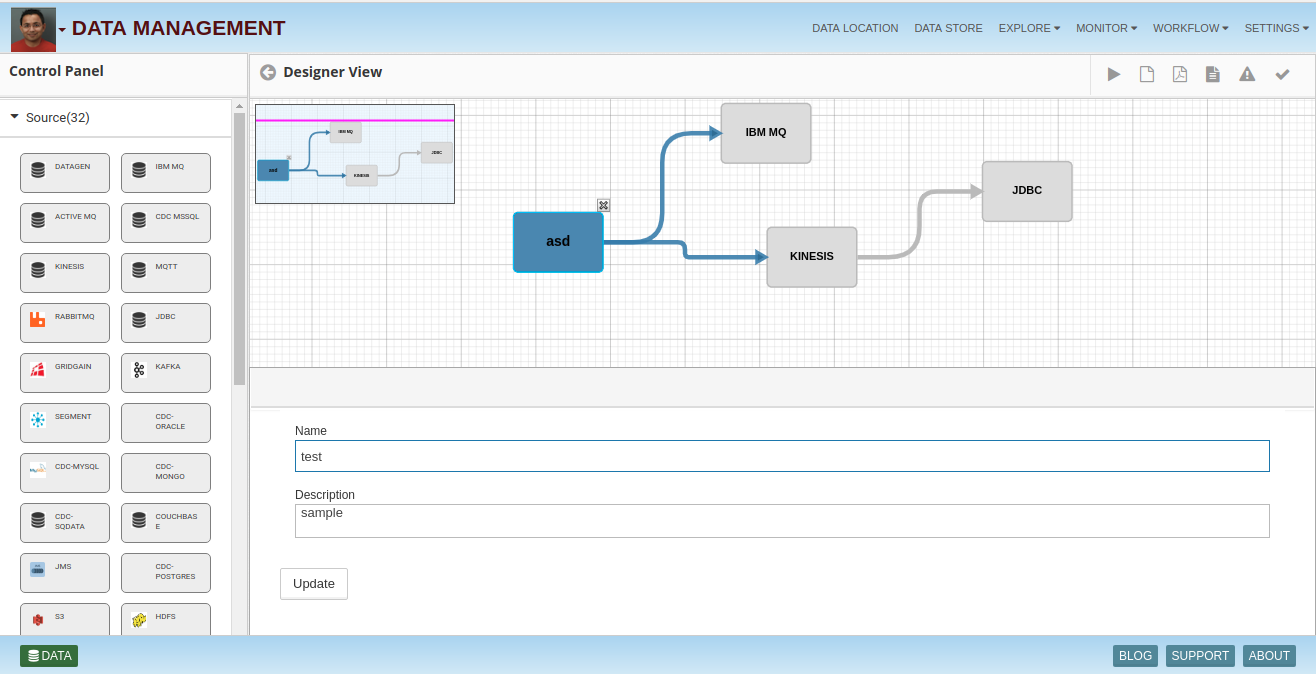 DATA MANAGEMENT
DATA LOCATION DATA STORE EXPLORE MONITOR WORKFLOW SETTINGS
Control Panel
Designer View
Source(32)
DATAGEN IBM MQ
ACTIVE MQ CDC MSSQL
KINESIS MQTT
RABBITMQ JDBC
GRIDGAIN KAFKA
SEGMENT CDC-
ORACLE
CDC-MYSQL CDC-
MONGO
CDC- COUCHBAS
SQDATA E
JMS CDC-
POSTGRES
S3 HDFS
IBM MQ
JDBC
asd
KINESIS
IBM MQ
JDBC
asd
KINESIS
Name
test
Description
sample
Update
DATA
BLOG SUPPORT ABOUT